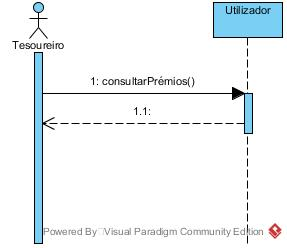 Utilizador
Tesoureiro
1: consultarPrémios()
1.1:
Powered By Visual Paradigm Community Edition